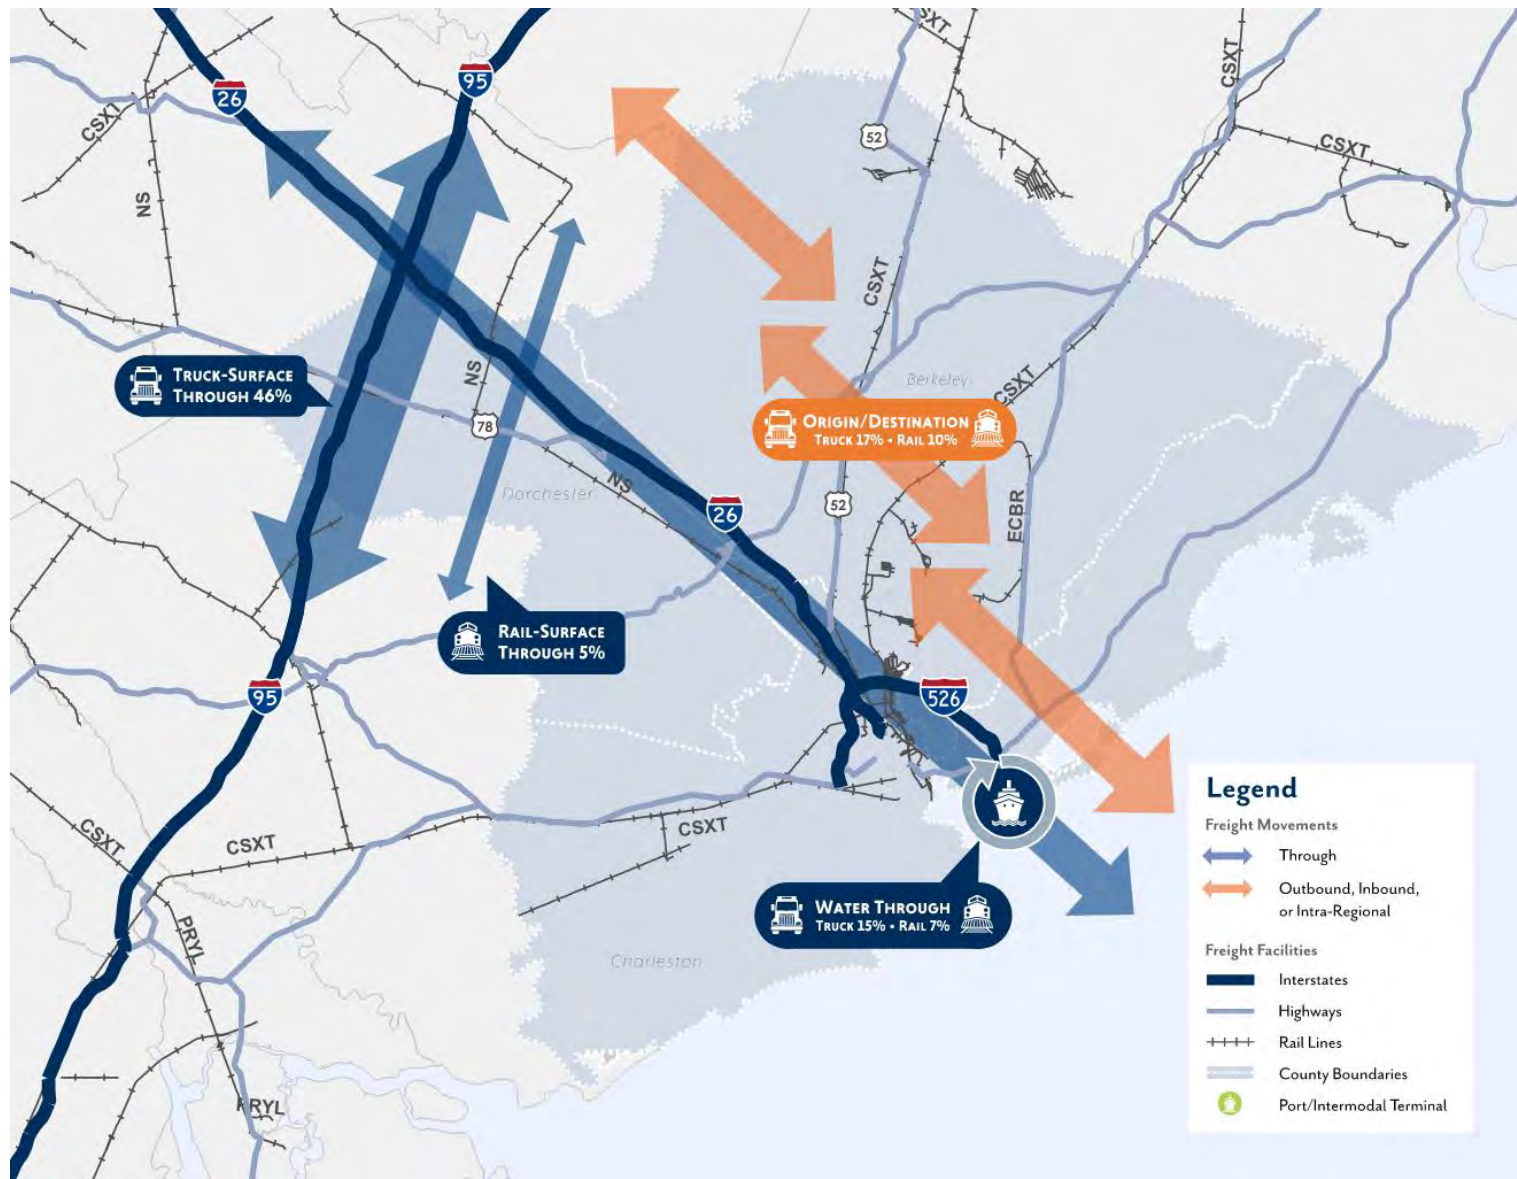 SXT
95
26
CSXT
52
CSXT
CSXT
NS
CSXT
TRUCK-SURFACE
THROUGH 46%
NS
78
Berkeley
CSXT
ORIGIN/DESTINATION
TRUCK 17% • RAIL 10%
Dorchester
NS
26
52
ECBR
RAIL-SURFACE
THROUGH 5%
95
526
CSXT
CSXT
CSXT
WATER THROUGH
TRUCK 15% • RAIL 7%
PRYL
Charleston
PRYL
Legend
Freight Movements
Through
Outbound, Inbound,
or Intra-Regional
Freight Facilities
Interstates
Highways
Rail Lines
County Boundaries
Port/Intermodal Terminal